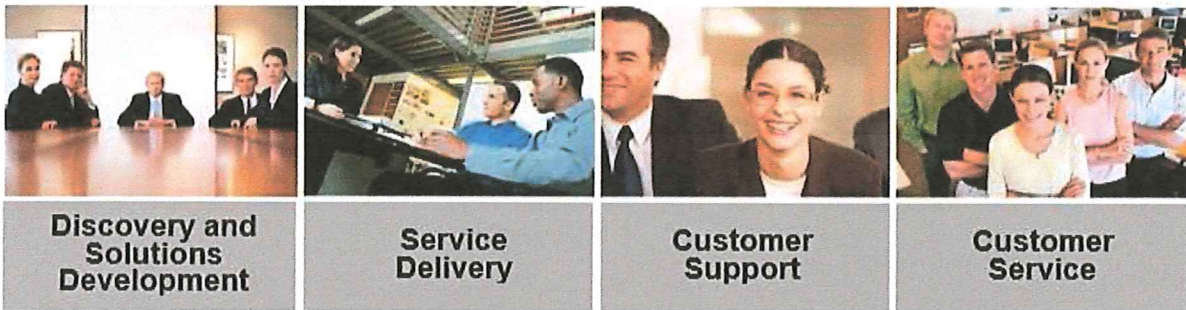 Discovery and
Solutions
Development
Service
Delivery
Customer
Support
Customer
Service